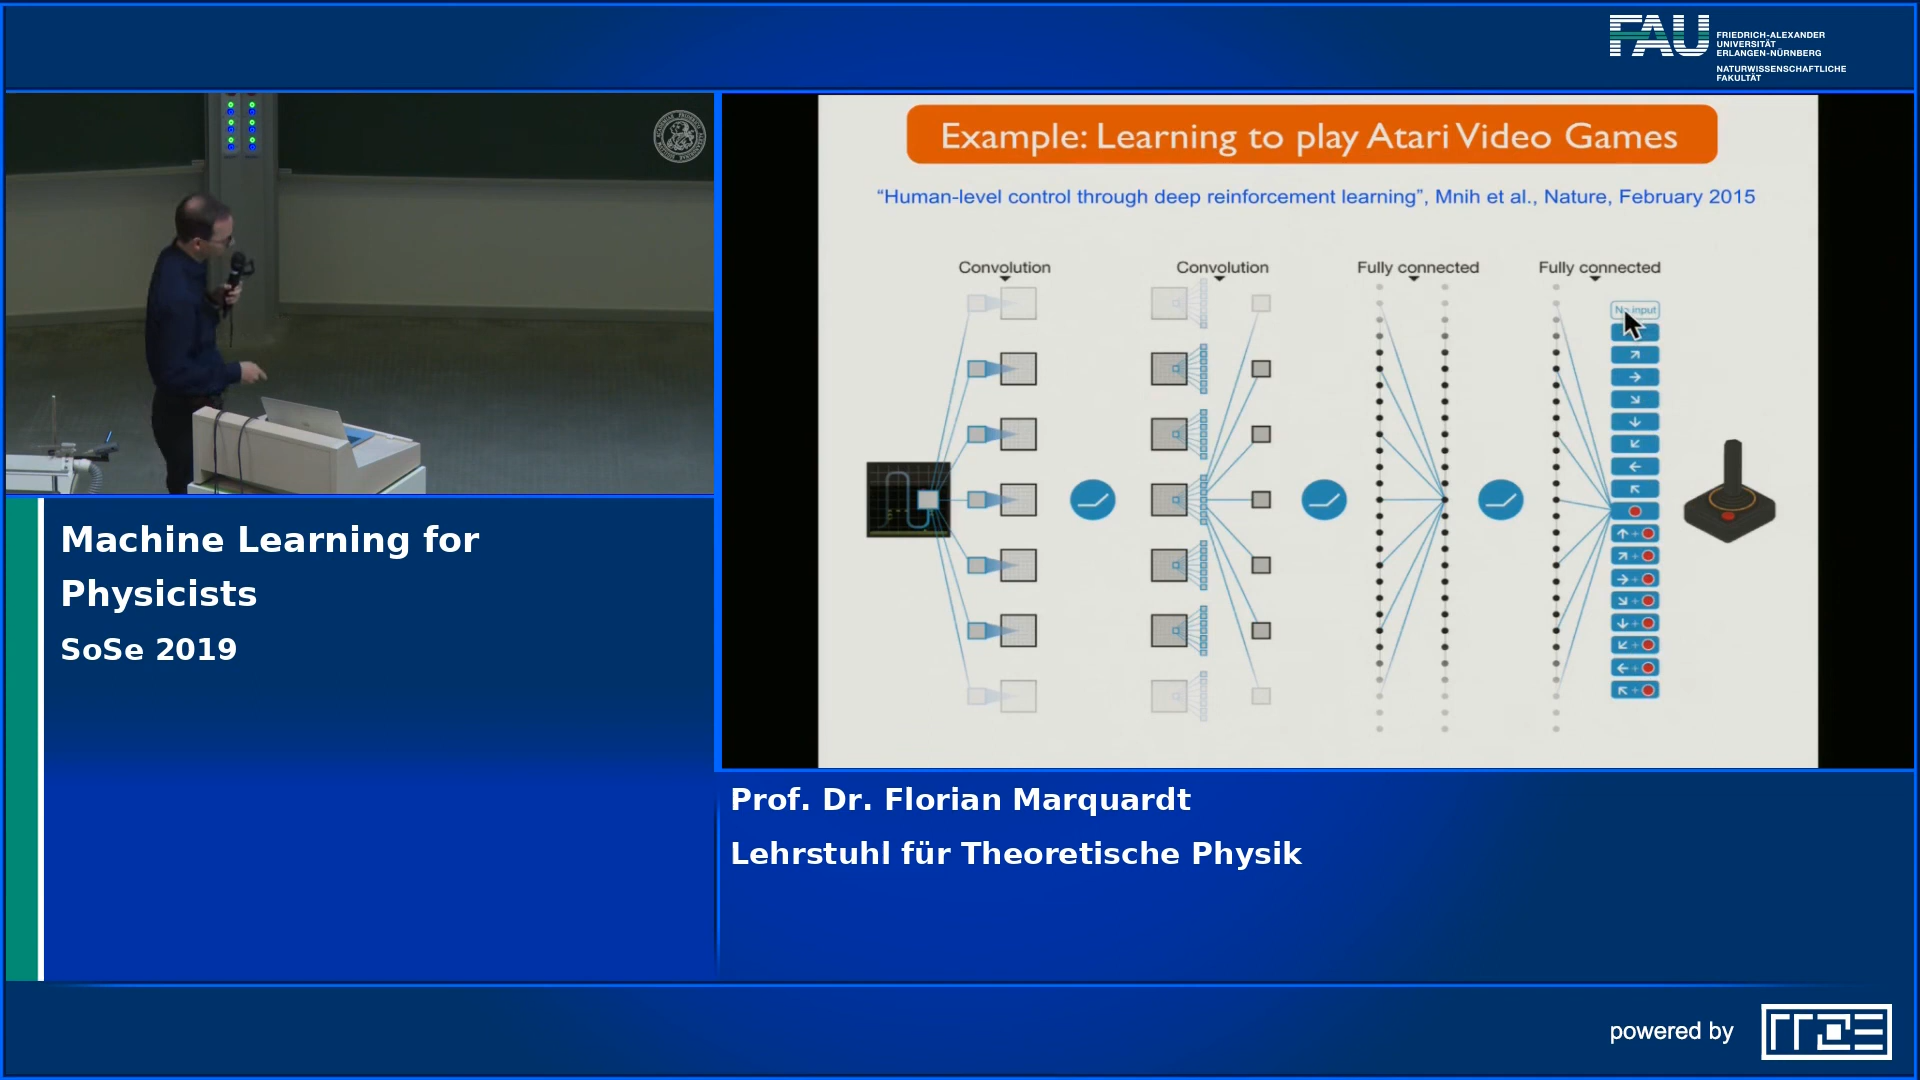 FAU
FRIEDRICH-ALEXANDER
UNIVERSITÄT
ERLANGEN-NÜRNBERG
NATURWISSENSCHAFTLICHE
FAKULTÄT
Example: Learning to play Atari Video Games
“Human-level control through deep reinforcement learning”, Mnih et al., Nature, February 2015
Convolution
Convolution
Fully connected
Fully connected
No input
Machine Learning for
Physicists
SoSe 2019
Prof. Dr. Florian Marquardt
Lehrstuhl für Theoretische Physik
powered by